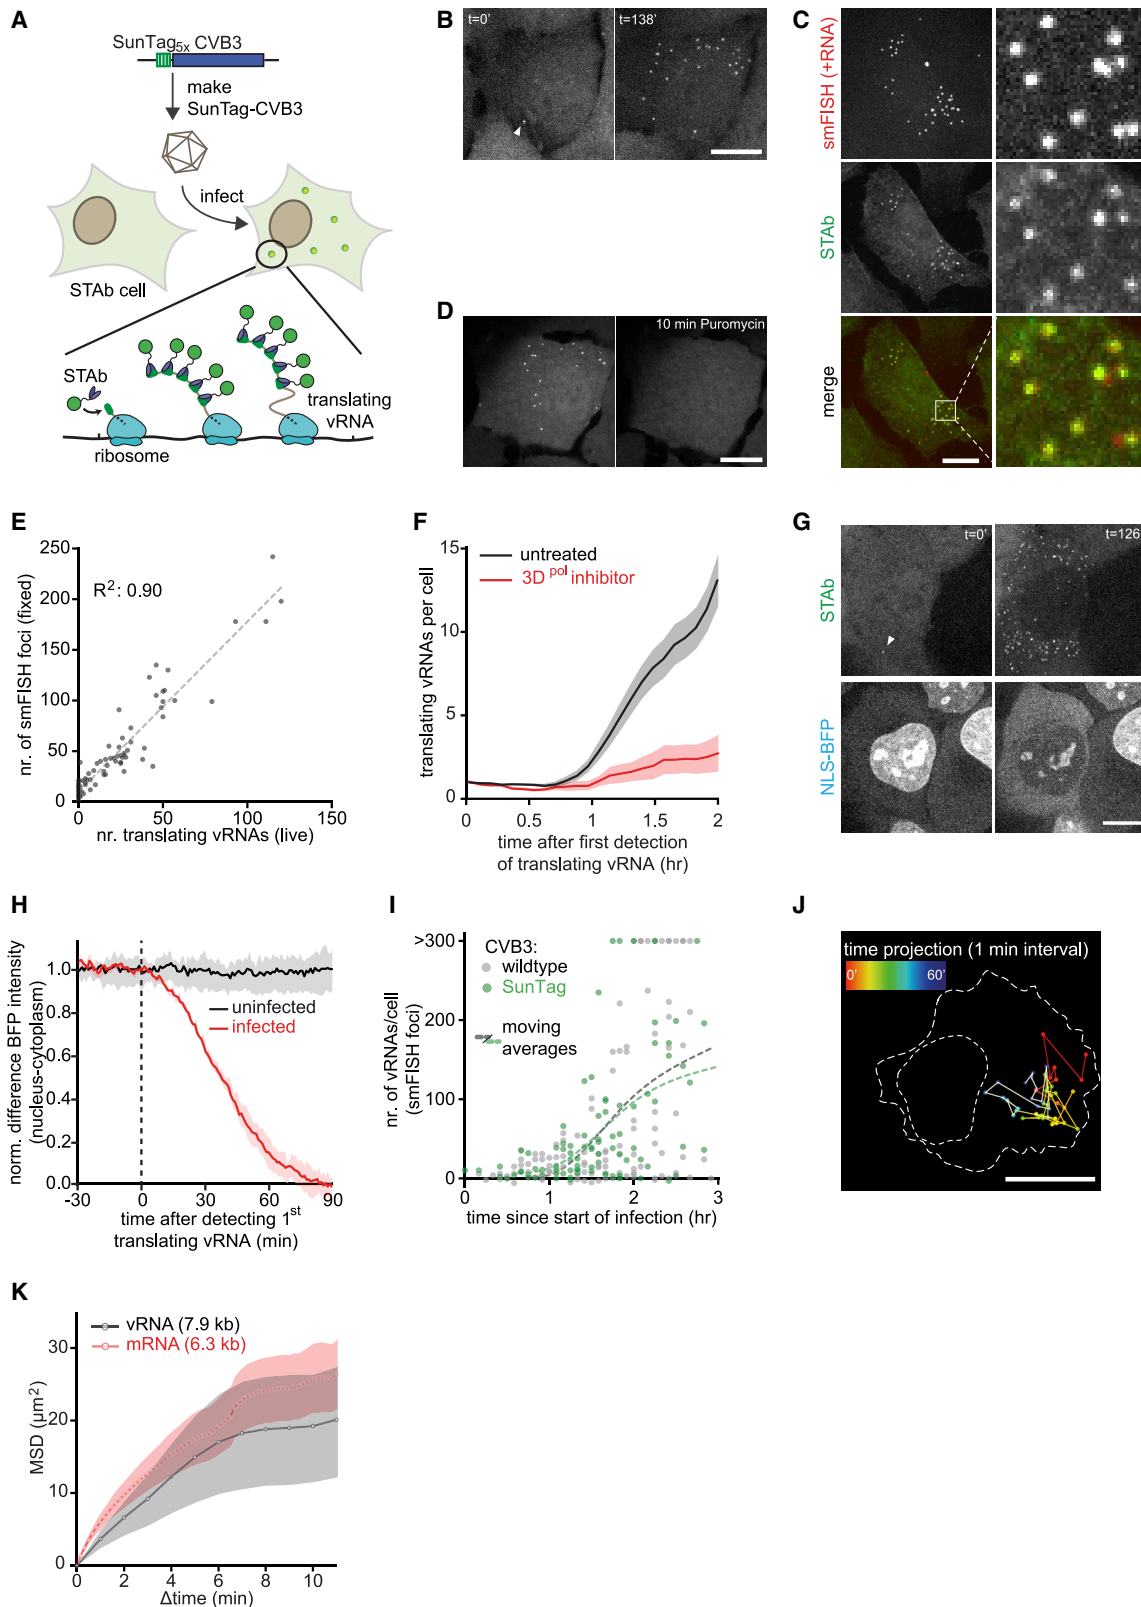 A
SunTag5x CVB3
make
SunTag-CVB3
infect
STAb cell
STAb
translating
vRNA
ribosome
B
t=0'
t=138'
C
smFISH (+RNA)
STAb
merge
D
10 min Puromycin
E
250
200
150
100
50
0
R2: 0.90
nr. of smFISH foci (fixed)
0
50
100
150
nr. translating vRNAs (live)
F
15
10
5
0
untreated
3D pol inhibitor
translating vRNAs per cell
0
0.5
1
1.5
2
time after first detection
of translating vRNA (hr)
G
t=0'
t=126
STAb
NLS-BFP
H
1.0
0.8
0.6
0.4
0.2
0.0
uninfected
infected
norm. difference BFP intensity
(nucleus-cytoplasm)
-30
0
30
60
90
time after detecting 1st
translating vRNA (min)
I
>300
200
100
0
CVB3:
wildtype
SunTag
moving
averages
nr. of vRNAs/cell
(smFISH foci)
0
1
2
3
time since start of infection (hr)
J
time projection (1 min interval)
0'
60'
K
vRNA (7.9 kb)
mRNA (6.3 kb)
30
20
10
0
MSD (µm2)
0
2
4
6
8
10
Δtime (min)